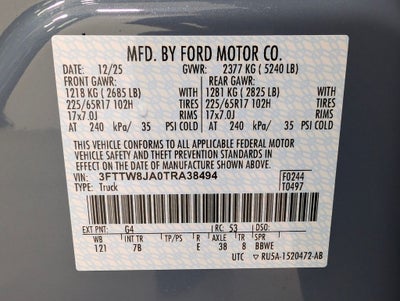 MFD. BY FORD MOTOR CO.
DATE: 12/25 GVWR: 2377 KG ( 5240 LB)
FRONT GAWR: REAR GAWR:
1218 KG ( 2685 LB) 1281 KG ( 2825 LB)
225/65R17 102H TIRES 225/65R17 102H TIRES
17x7.0J RIMS 17x7.0J RIMS
AT 240 kPa/ 35 PSI COLD AT 240 kPa/ 35 PSI COLD
THIS VEHICLE CONFORMS TO ALL APPLICABLE FEDERAL MOTOR
VEHICLE SAFETY AND THEFT PREVENTION STANDARDS
IN EFFECT ON THE DATE OF MANUFACTURE SHOWN ABOVE.
VIN: 3FTTW8JA0TRA38494 F0244
TYPE: Truck T0497
EXT PNT: G4 RC: 53 DSO:
WB INT TR TP/PS R AXLE TR SPR
121 7B E 38 8 BBWE
UTC RU5A-1520472-AB